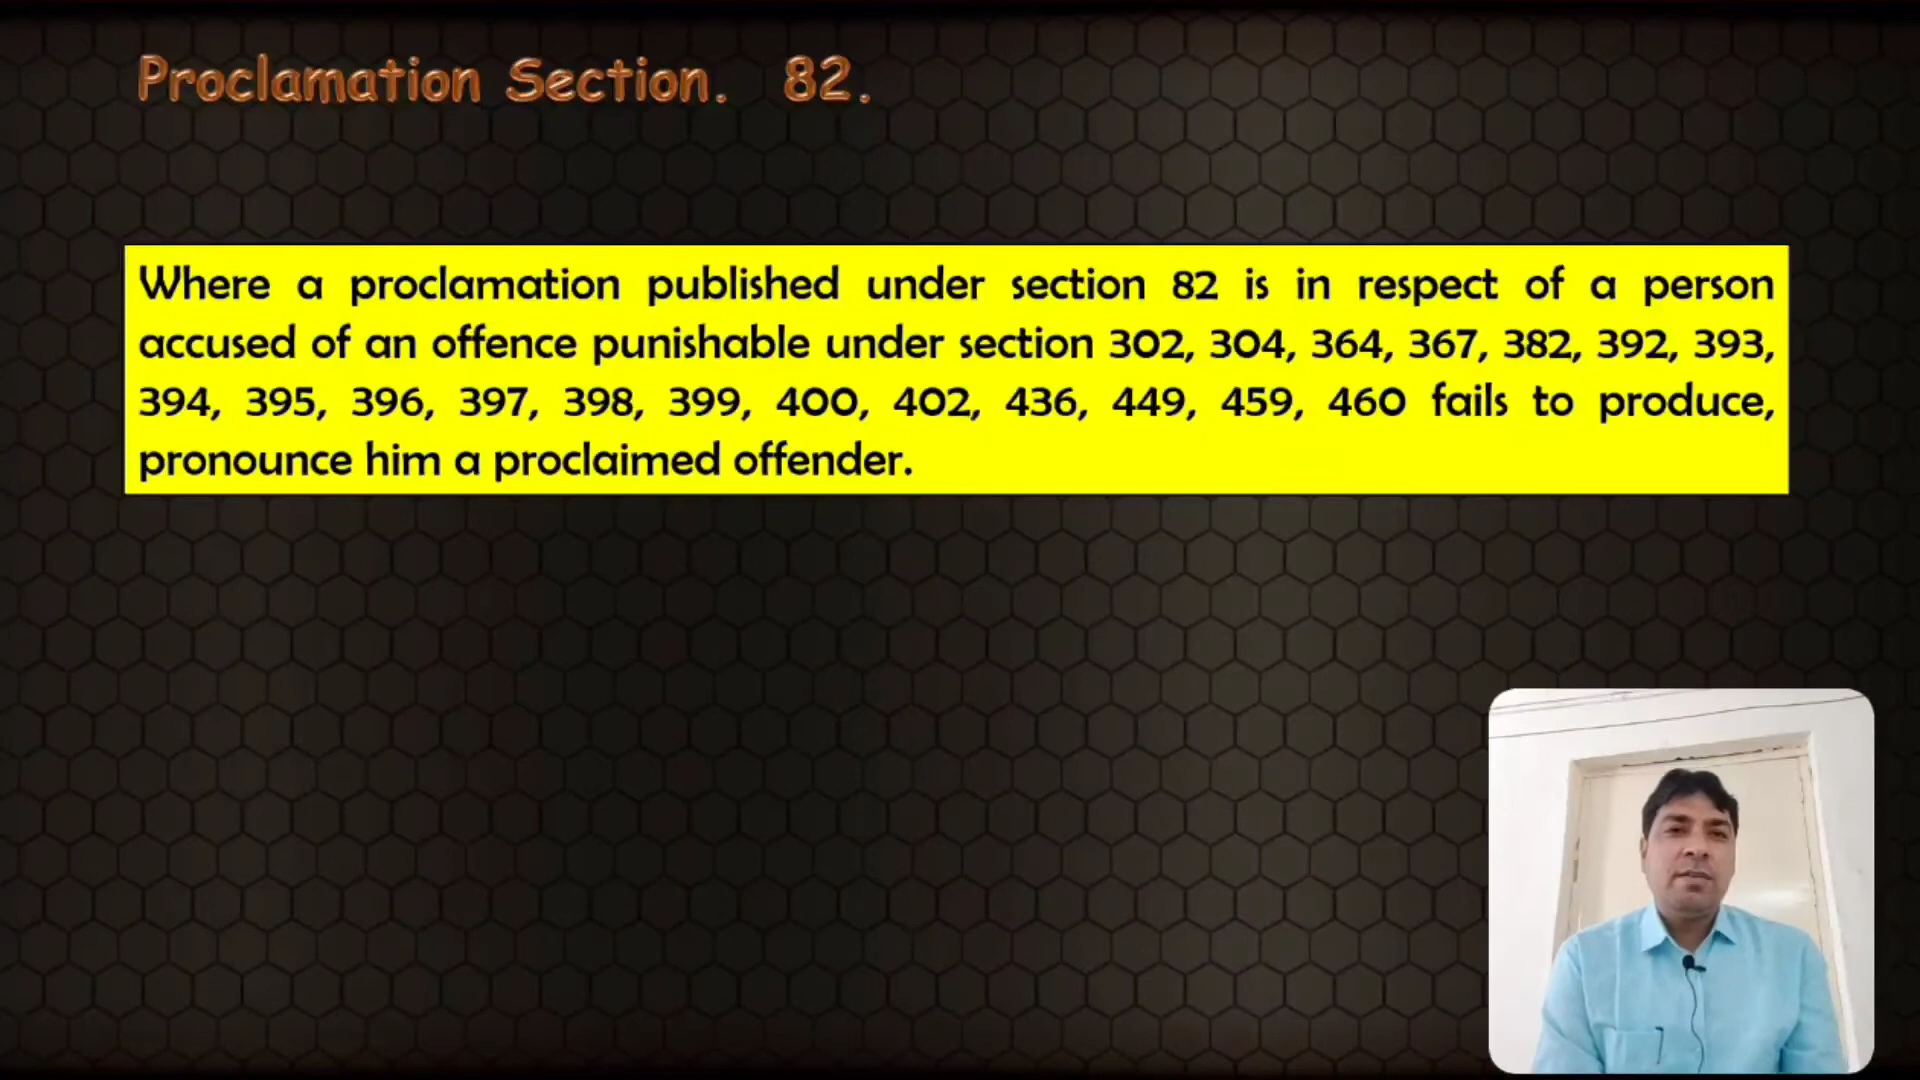 Proclamation Section. 82.
Where a proclamation published under section 82 is in respect of a person
accused of an offence punishable under section 302, 304, 364, 367, 382, 392, 393,
394, 395, 396, 397, 398, 399, 400, 402, 436, 449, 459, 460 fails to produce,
pronounce him a proclaimed offender.